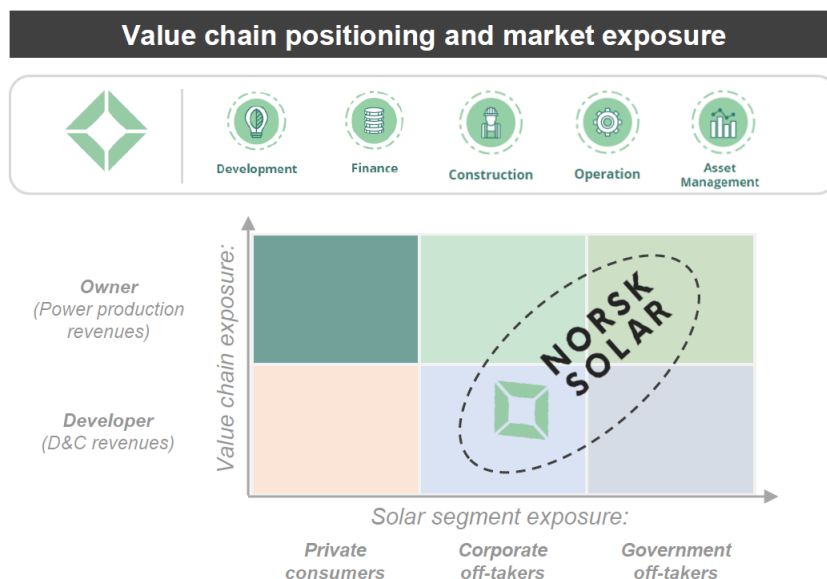 Value chain positioning and market exposure
Development
Finance
Construction
Operation
Asset
Management
Value chain exposure:
Owner
(Power production
revenues)
Developer
(D&C revenues)
NORSK
SOLAR
Solar segment exposure:
Private
consumers
Corporate
off-takers
Government
off-takers